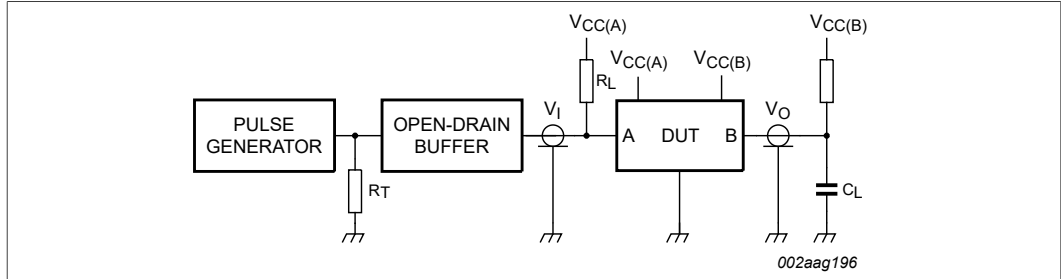 VCC(A)
VCC(B)
RL
VCC(A)
VCC(B)
PULSE
GENERATOR
OPEN-DRAIN
BUFFER
VI
A
DUT
B
VO
RT
CL
002aag196